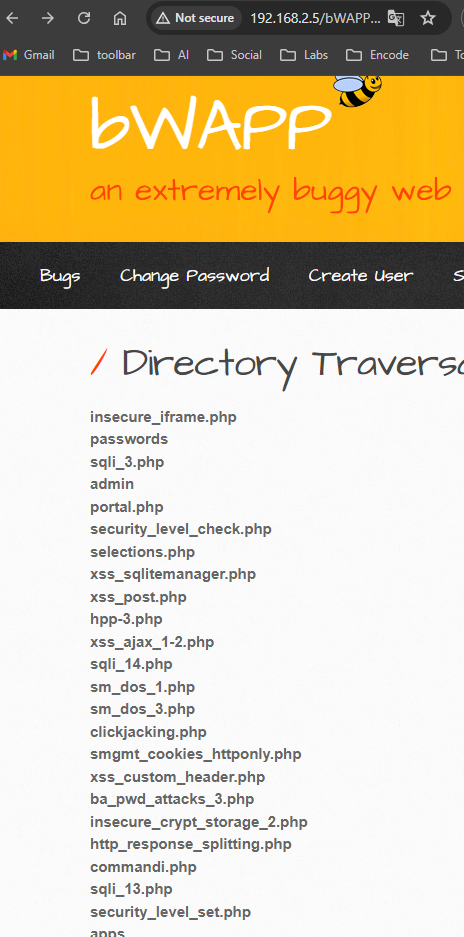 Not secure 192.168.2.5/bWAPP...
Gmail toolbar AI Social Labs Encode To
bWAPP
an extremely buggy web
Bugs Change Password Create User S
/ Directory Traversa
insecure_iframe.php
passwords
sqli_3.php
admin
portal.php
security_level_check.php
selections.php
xss_sqlitemanager.php
xss_post.php
hpp-3.php
xss_ajax_1-2.php
sqli_14.php
sm_dos_1.php
sm_dos_3.php
clickjacking.php
smgmt_cookies_httponly.php
xss_custom_header.php
ba_pwd_attacks_3.php
insecure_crypt_storage_2.php
http_response_splitting.php
commandi.php
sqli_13.php
security_level_set.php
apps